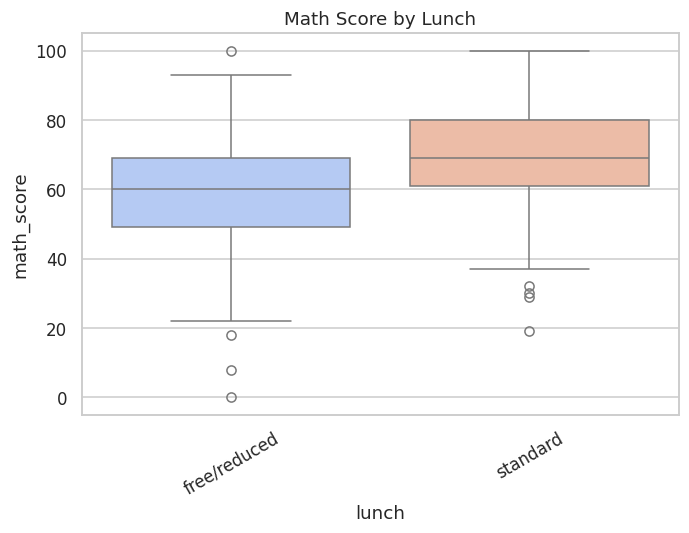 Math Score by Lunch
math_score
100
80
60
40
20
0
free/reduced
standard
lunch